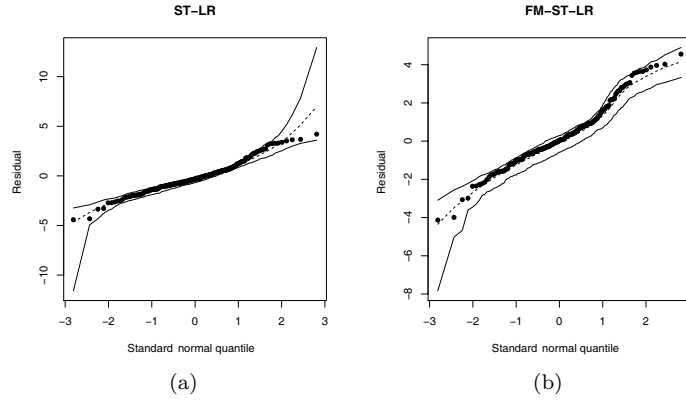 ST−LR
Residual
10
5
0
−5
−10
−3 −2 −1 0 1 2 3
Standard normal quantile
(a)
FM−ST−LR
Residual
4
2
0
−2
−4
−6
−8
−3 −2 −1 0 1 2
Standard normal quantile
(b)